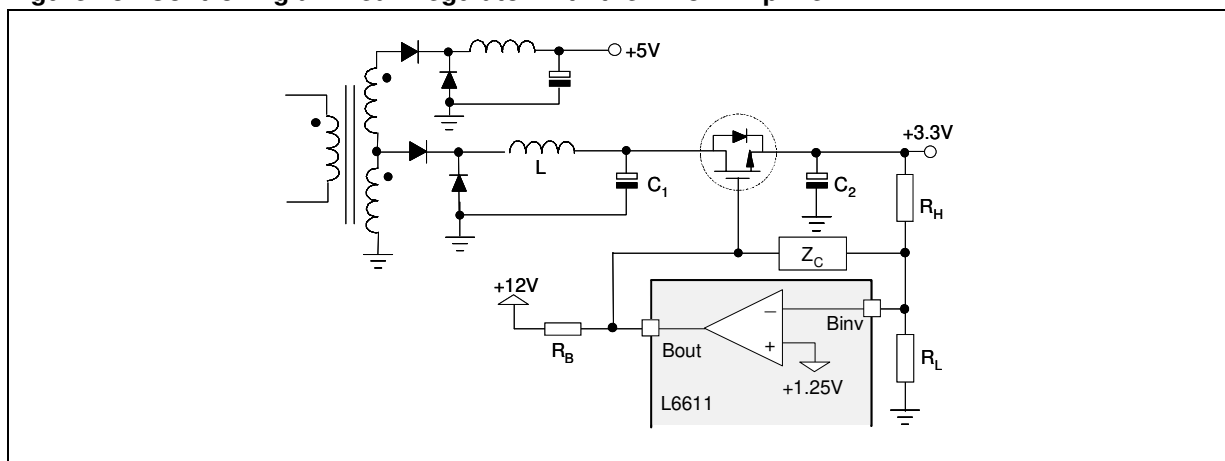 +5V
+3.3V
L
C1
C2
RH
ZC
+12V
RB
Bout
Binv
−
+
+1.25V
RL
L6611